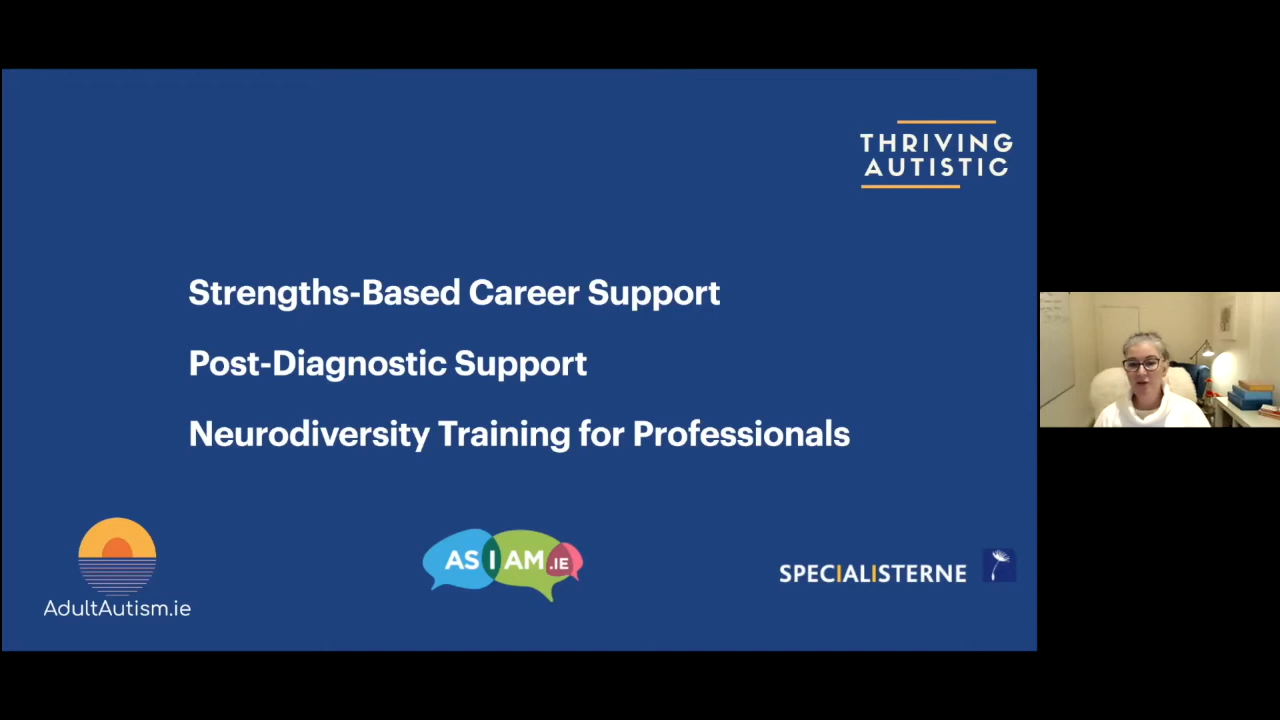 THRIVING
AUTISTIC
Strengths-Based Career Support
Post-Diagnostic Support
Neurodiversity Training for Professionals
AdultAutism.ie
AS I AM.IE
SPECIALISTERNE